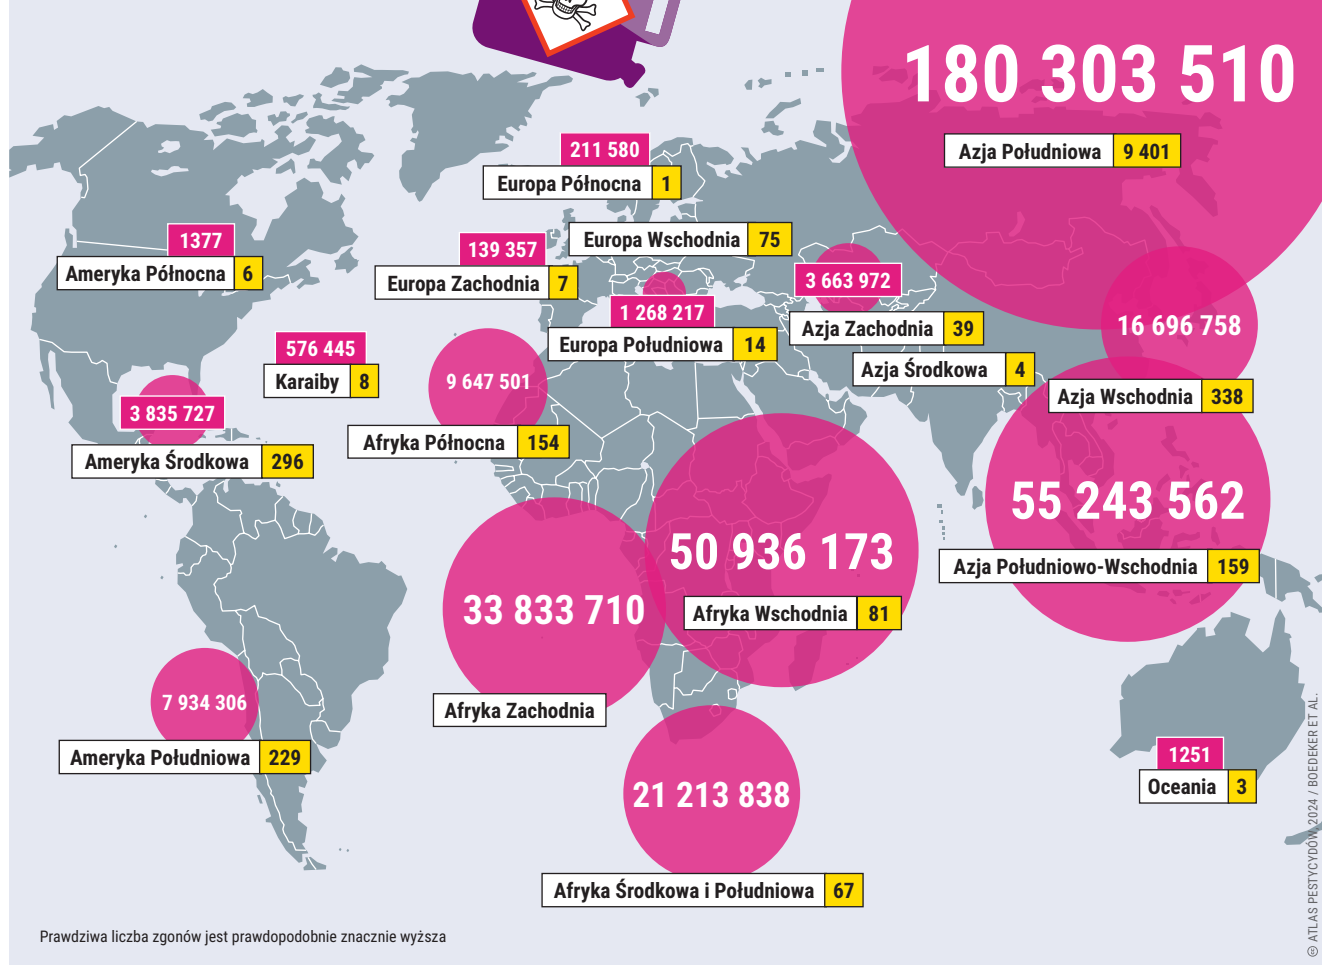 180 303 510
Azja Południowa 9 401
211 580
Europa Północna 1
1377
Ameryka Północna 6
139 357
Europa Zachodnia 7
Europa Wschodnia 75
1 268 217
Europa Południowa 14
3 663 972
Azja Zachodnia 39
Azja Środkowa 4
16 696 758
Azja Wschodnia 338
576 445
Karaiby 8
3 835 727
Ameryka Środkowa 296
9 647 501
Afryka Północna 154
55 243 562
Azja Południowo-Wschodnia 159
50 936 173
Afryka Wschodnia 81
33 833 710
Afryka Zachodnia
7 934 306
Ameryka Południowa 229
21 213 838
Afryka Środkowa i Południowa 67
1251
Oceania 3
Prawdziwa liczba zgonów jest prawdopodobnie znacznie wyższa
© ATLAS PESTYCYDÓW 2024 / BOEDEKER ET AL.